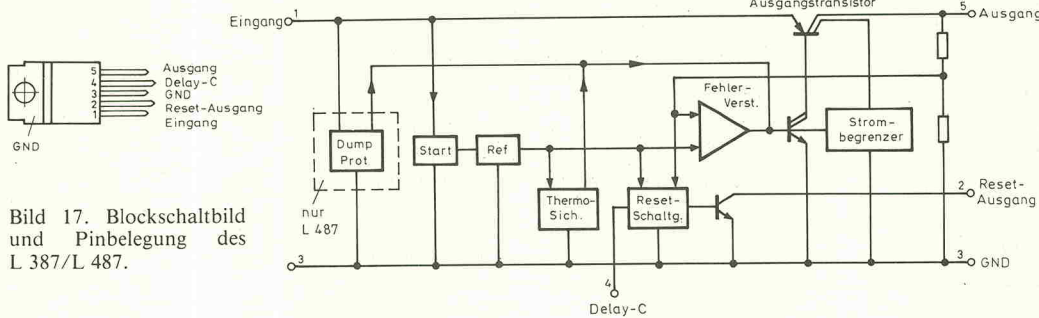 5 Ausgang
4 Delay-C
3 GND
2 Reset-Ausgang
1 Eingang
GND
Bild 17. Blockschaltbild
und Pinbelegung des
L 387/L 487.
Eingang 1
Ausgangstransistor
5 Ausgang
Dump
Prot.
nur
L 487
Start
Ref
Thermo-
Sich.
Reset-
Schaltg.
Fehler-
Verst.
Strom-
begrenzer
2 Reset-
Ausgang
3
3 GND
4
Delay-C